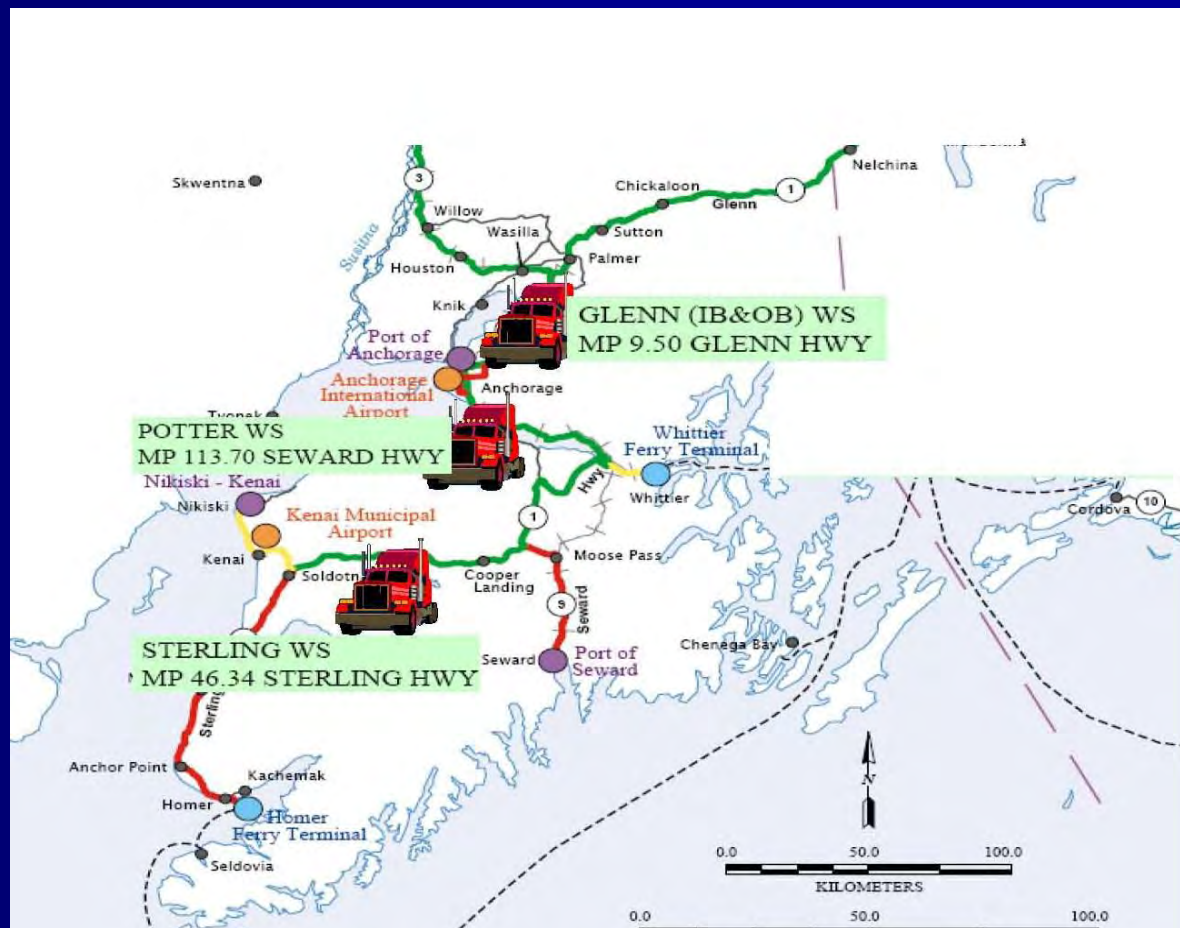 Nelchina
Skwentna
3
Chickaloon
1
Glenn
Willow
Wasilla
Sutton
Susitna
Houston
Palmer
Knik
GLENN (IB&OB) WS
MP 9.50 GLENN HWY
Port of
Anchorage
Anchorage
International
Airport
Anchorage
Tyonek
POTTER WS
MP 113.70 SEWARD HWY
Whittier
Ferry Terminal
Nikiski - Kenai
Hwy
Whittier
Nikiski
Kenai Municipal
Airport
1
Cordova
10
Kenai
Moose Pass
Soldotn
Cooper
Landing
9
Seward
STERLING WS
MP 46.34 STERLING HWY
Seward
Port of
Seward
Chenega Bay
Sterling
Anchor Point
Kachemak
N
Homer
Homer
Ferry Terminal
Seldovia
0.0 50.0 100.0
KILOMETERS
0.0 50.0 100.0